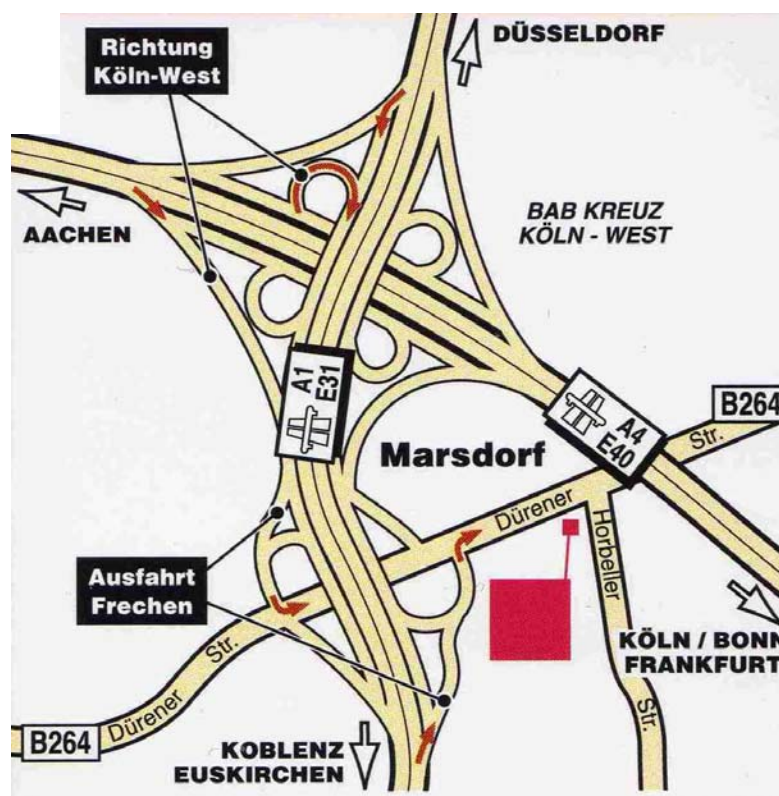 Richtung
Köln-West
DÜSSELDORF
AACHEN
BAB KREUZ
KÖLN - WEST
A1
E31
A4
E40
B264
Str.
Marsdorf
Dürener
Horbeller
Ausfahrt
Frechen
Str.
Dürener
B264
KOBLENZ
EUSKIRCHEN
KÖLN / BONN
FRANKFURT
Str.